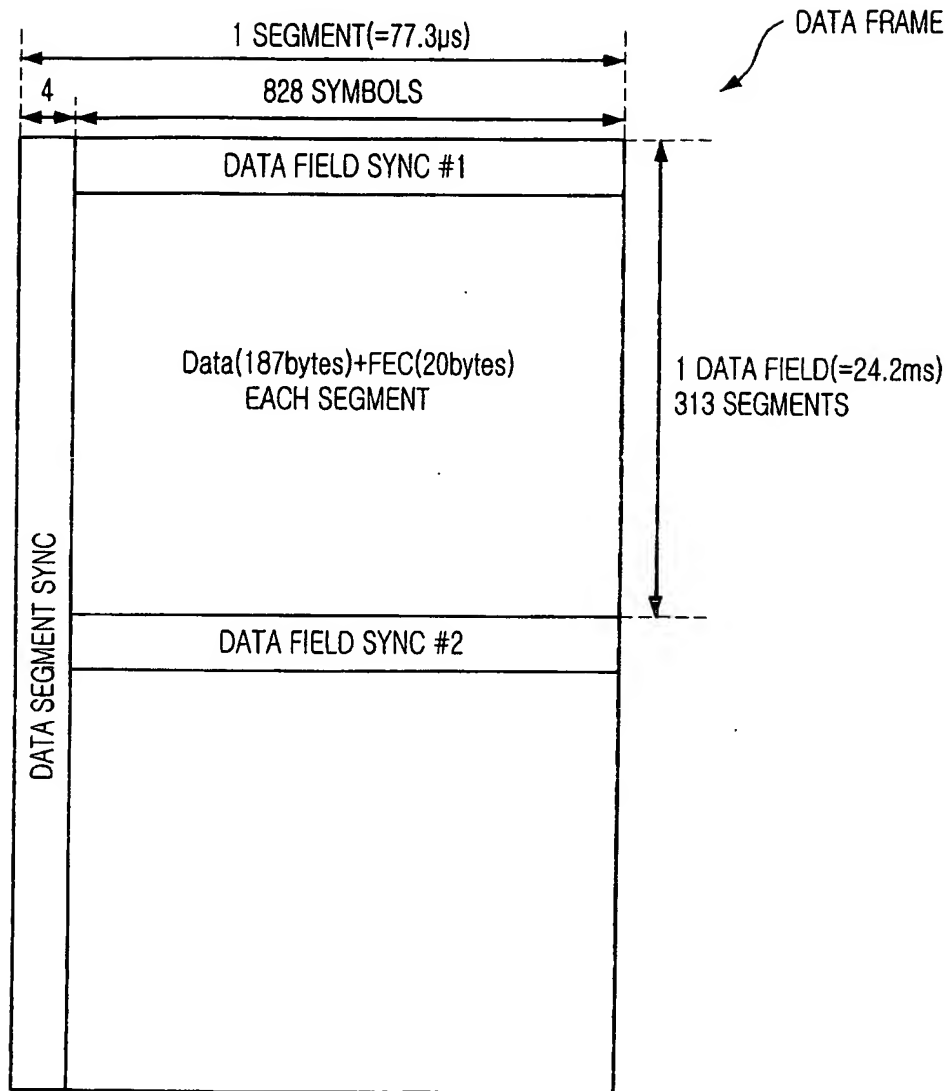 DATA FRAME
1 SEGMENT(=77.3µs)
4
828 SYMBOLS
DATA FIELD SYNC #1
Data(187bytes)+FEC(20bytes)
EACH SEGMENT
1 DATA FIELD(=24.2ms)
313 SEGMENTS
DATA SEGMENT SYNC
DATA FIELD SYNC #2